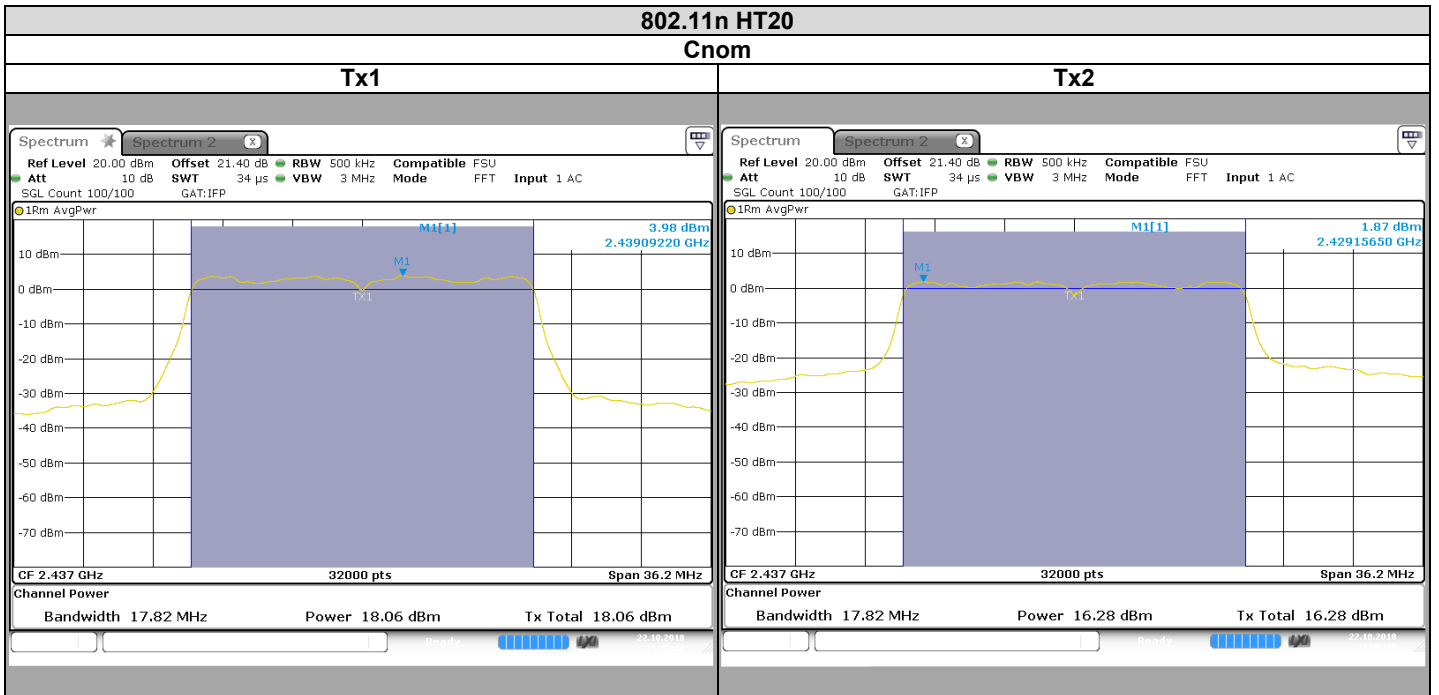 802.11n HT20
Cnom
Tx1 Tx2
Spectrum Spectrum 2 X
Ref Level 20.00 dBm Offset 21.40 dB RBW 500 kHz Compatible FSU
Att 10 dB SWT 34 µs VBW 3 MHz Mode FFT Input 1 AC
SGL Count 100/100 GAT:IFP
1Rm AvgPwr
M1[1] 3.98 dBm
2.43909220 GHz
10 dBm
M1
0 dBm
TX1
-10 dBm
-20 dBm
-30 dBm
-40 dBm
-50 dBm
-60 dBm
-70 dBm
CF 2.437 GHz 32000 pts Span 36.2 MHz
Channel Power
Bandwidth 17.82 MHz Power 18.06 dBm Tx Total 18.06 dBm
Ready 22.10.2018
Spectrum Spectrum 2 X
Ref Level 20.00 dBm Offset 21.40 dB RBW 500 kHz Compatible FSU
Att 10 dB SWT 34 µs VBW 3 MHz Mode FFT Input 1 AC
SGL Count 100/100 GAT:IFP
1Rm AvgPwr
M1[1] 1.87 dBm
2.42915650 GHz
10 dBm
M1
0 dBm
TX1
-10 dBm
-20 dBm
-30 dBm
-40 dBm
-50 dBm
-60 dBm
-70 dBm
CF 2.437 GHz 32000 pts Span 36.2 MHz
Channel Power
Bandwidth 17.82 MHz Power 16.28 dBm Tx Total 16.28 dBm
Ready 22.10.2018